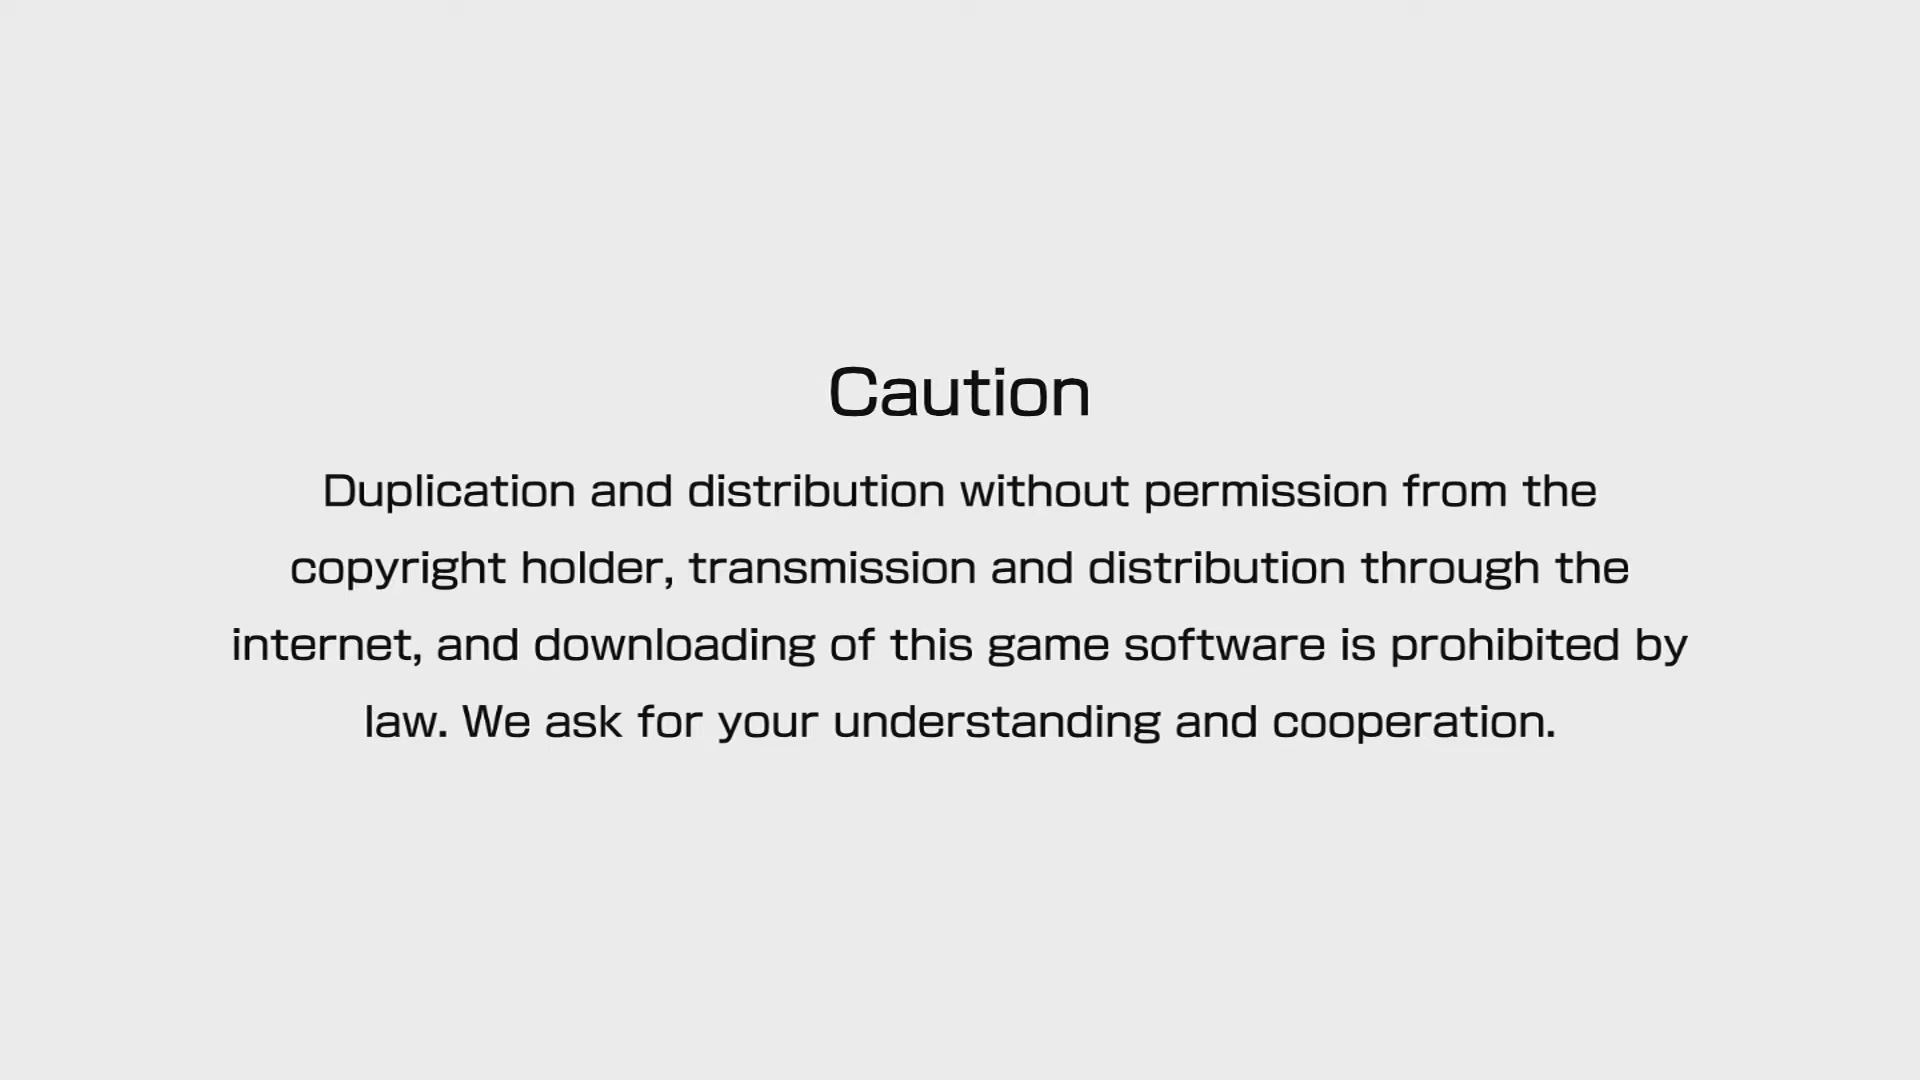 Caution
Duplication and distribution without permission from the
copyright holder, transmission and distribution through the
internet, and downloading of this game software is prohibited by
law. We ask for your understanding and cooperation.